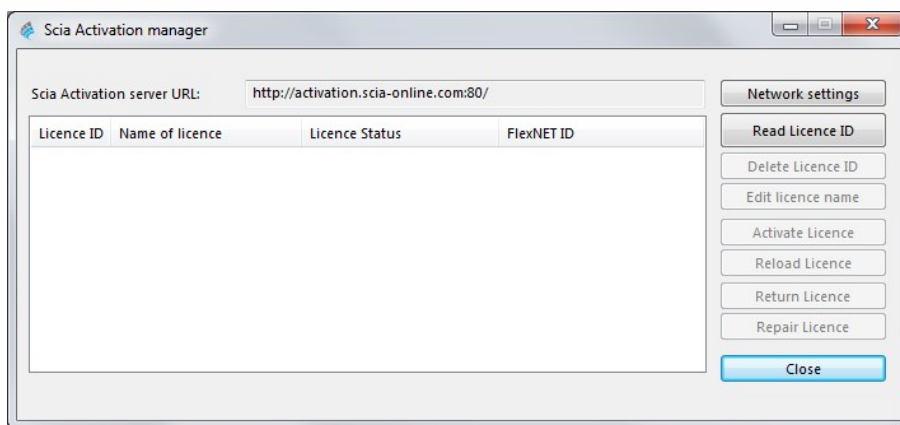 Scia Activation manager
Scia Activation server URL: http://activation.scia-online.com:80/ Network settings
Licence ID Name of licence Licence Status FlexNET ID Read Licence ID
Delete Licence ID
Edit licence name
Activate Licence
Reload Licence
Return Licence
Repair Licence
Close